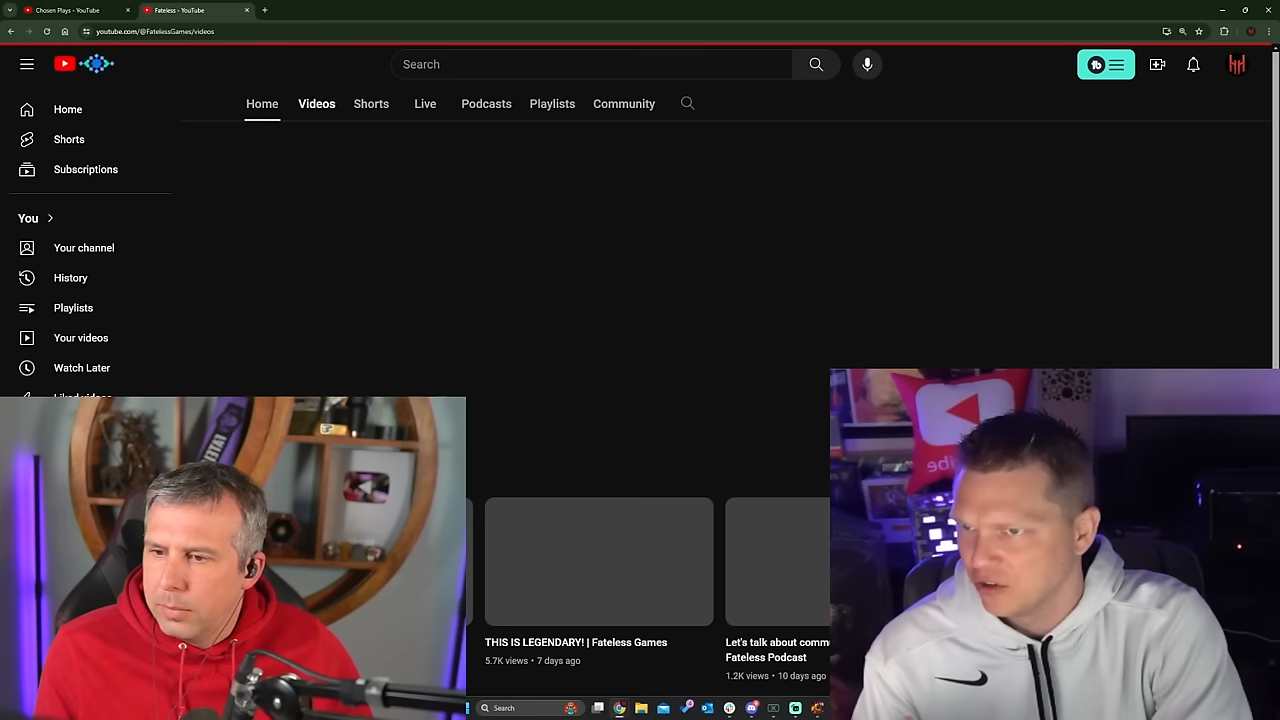 Chosen Plays - YouTube
Fateless - YouTube
youtube.com/@FatelessGames/videos
Search
Home
Videos
Shorts
Live
Podcasts
Playlists
Community
Home
Shorts
Subscriptions
You
Your channel
History
Playlists
Your videos
Watch Later
Liked videos
THIS IS LEGENDARY! | Fateless Games
5.7K views • 7 days ago
Let's talk about comm
Fateless Podcast
1.2K views • 10 days ago
Search